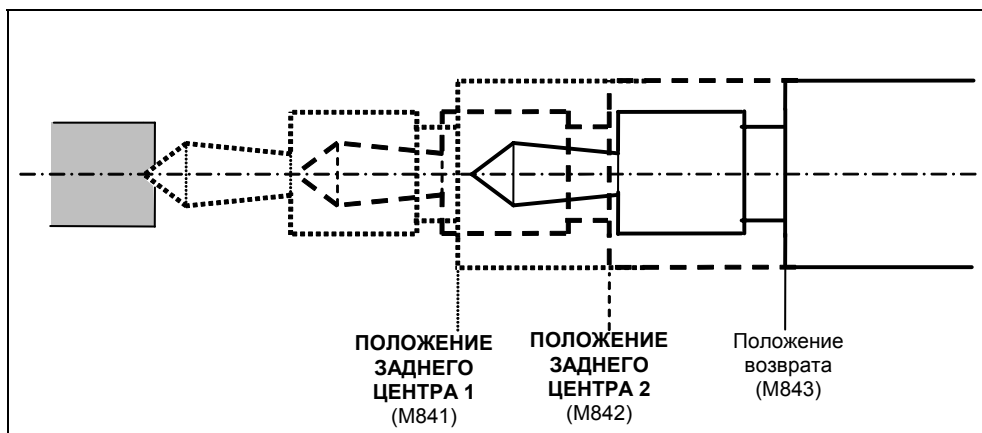 ПОЛОЖЕНИЕ
ЗАДНЕГО
ЦЕНТРА 1
(M841)
ПОЛОЖЕНИЕ
ЗАДНЕГО
ЦЕНТРА 2
(M842)
Положение
возврата
(M843)